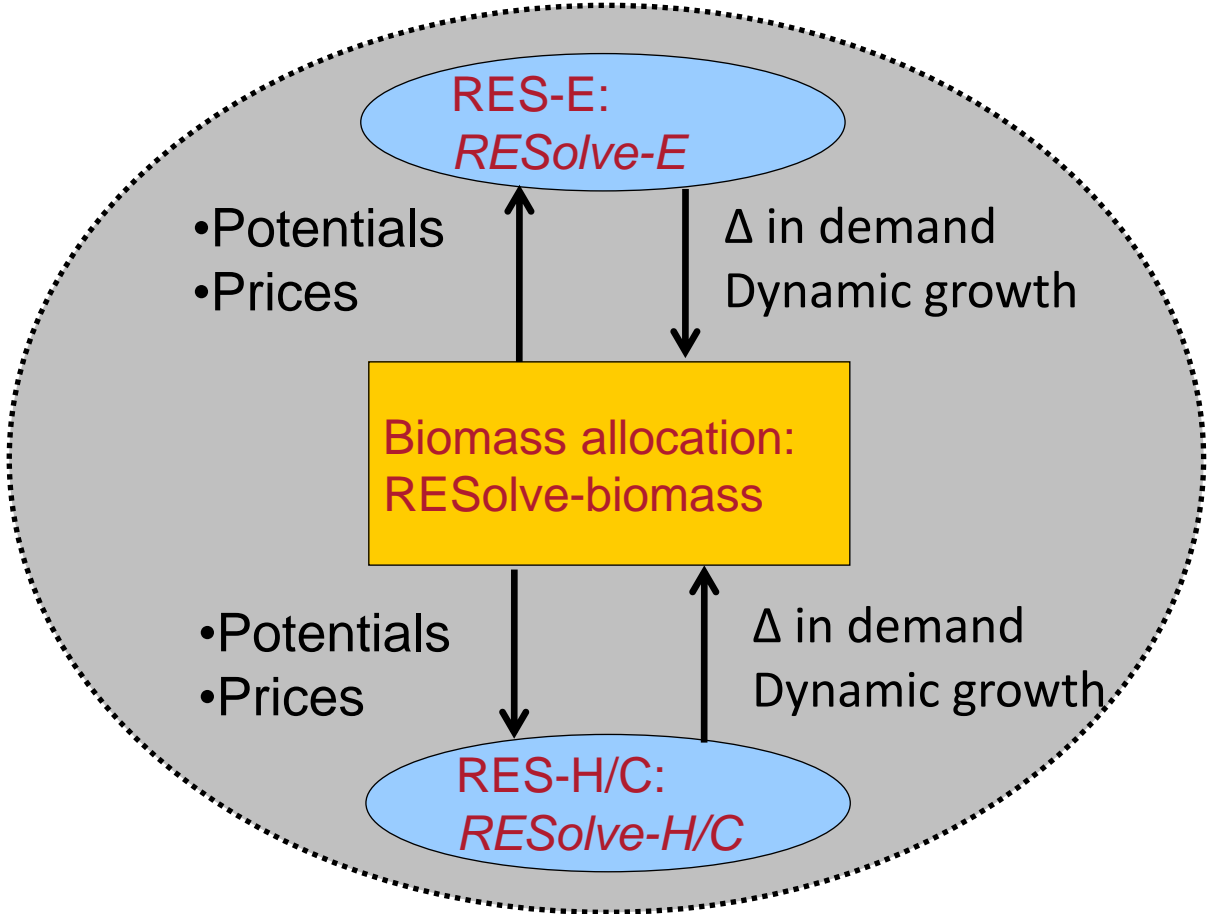 RES-E:
RESolve-E
•Potentials
•Prices
Δ in demand
Dynamic growth
Biomass allocation:
RESolve-biomass
•Potentials
•Prices
Δ in demand
Dynamic growth
RES-H/C:
RESolve-H/C